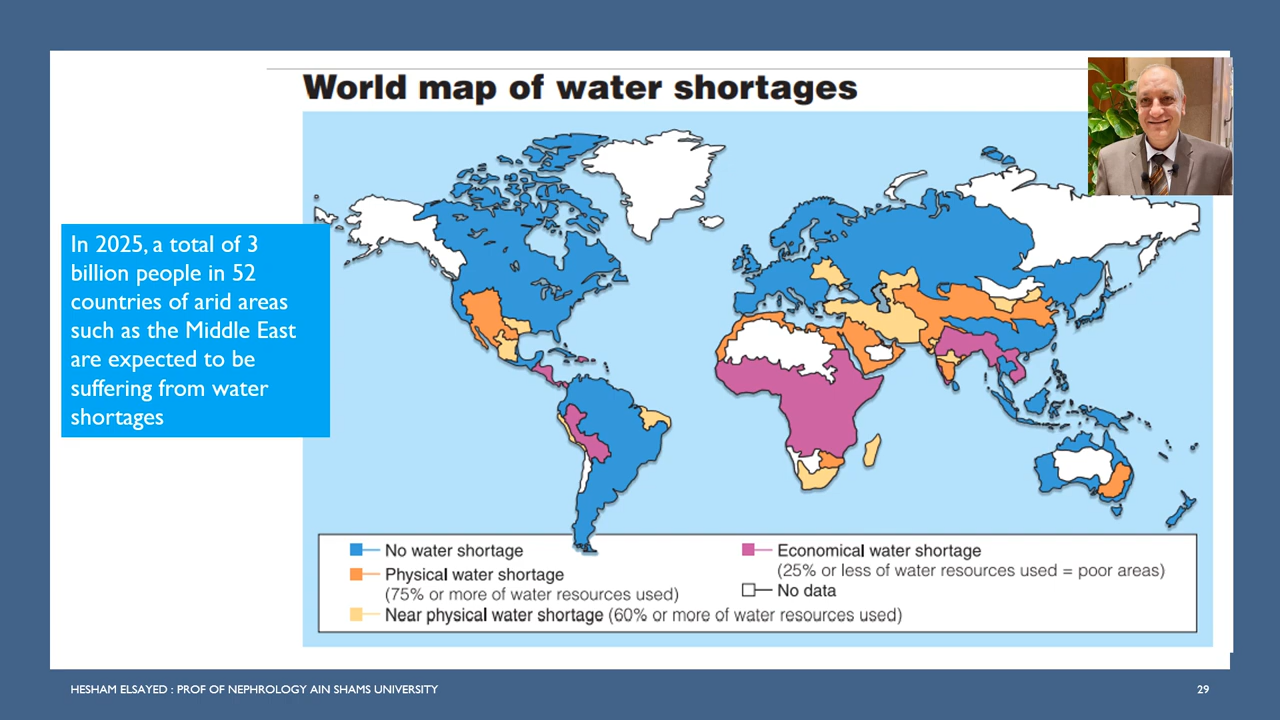 World map of water shortages
In 2025, a total of 3
billion people in 52
countries of arid areas
such as the Middle East
are expected to be
suffering from water
shortages
No water shortage
Physical water shortage
(75% or more of water resources used)
Near physical water shortage (60% or more of water resources used)
Economical water shortage
(25% or less of water resources used = poor areas)
No data
HESHAM ELSAYED : PROF OF NEPHROLOGY AIN SHAMS UNIVERSITY
29